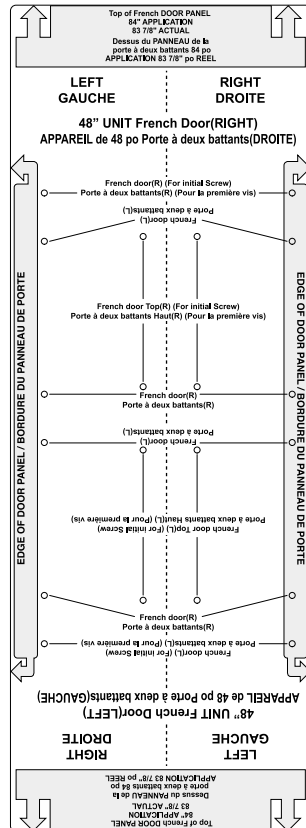 Top of French DOOR PANEL
84" APPLICATION
83 7/8" ACTUAL
Dessus du PANNEAU de la
porte à deux battants 84 po
APPLICATION 83 7/8" po REEL
LEFT
GAUCHE
RIGHT
DROITE
48" UNIT French Door(RIGHT)
APPAREIL de 48 po Porte à deux battants(DROITE)
French door(R) (For initial Screw)
Porte à deux battants(R) (Pour la première vis)
French door(L)
Porte à deux battants(L)
French door Top(R) (For initial Screw)
Porte à deux battants Haut(R) (Pour la première vis)
EDGE OF DOOR PANEL / BORDURE DU PANNEAU DE PORTE
EDGE OF DOOR PANEL / BORDURE DU PANNEAU DE PORTE
French door(R)
Porte à deux battants(R)
French door(L)
Porte à deux battants(L)
French door Top(L) (For initial Screw)
Porte à deux battants Haut(L) (Pour la première vis)
French door(R)
Porte à deux battants(R)
French door(L) (For initial Screw)
Porte à deux battants(L) (Pour la première vis)
48" UNIT French Door(LEFT)
APPAREIL de 48 po Porte à deux battants(GAUCHE)
LEFT
GAUCHE
RIGHT
DROITE
Top of French DOOR PANEL
84" APPLICATION
83 7/8" ACTUAL
Dessus du PANNEAU de la
porte à deux battants 84 po
APPLICATION 83 7/8" po REEL